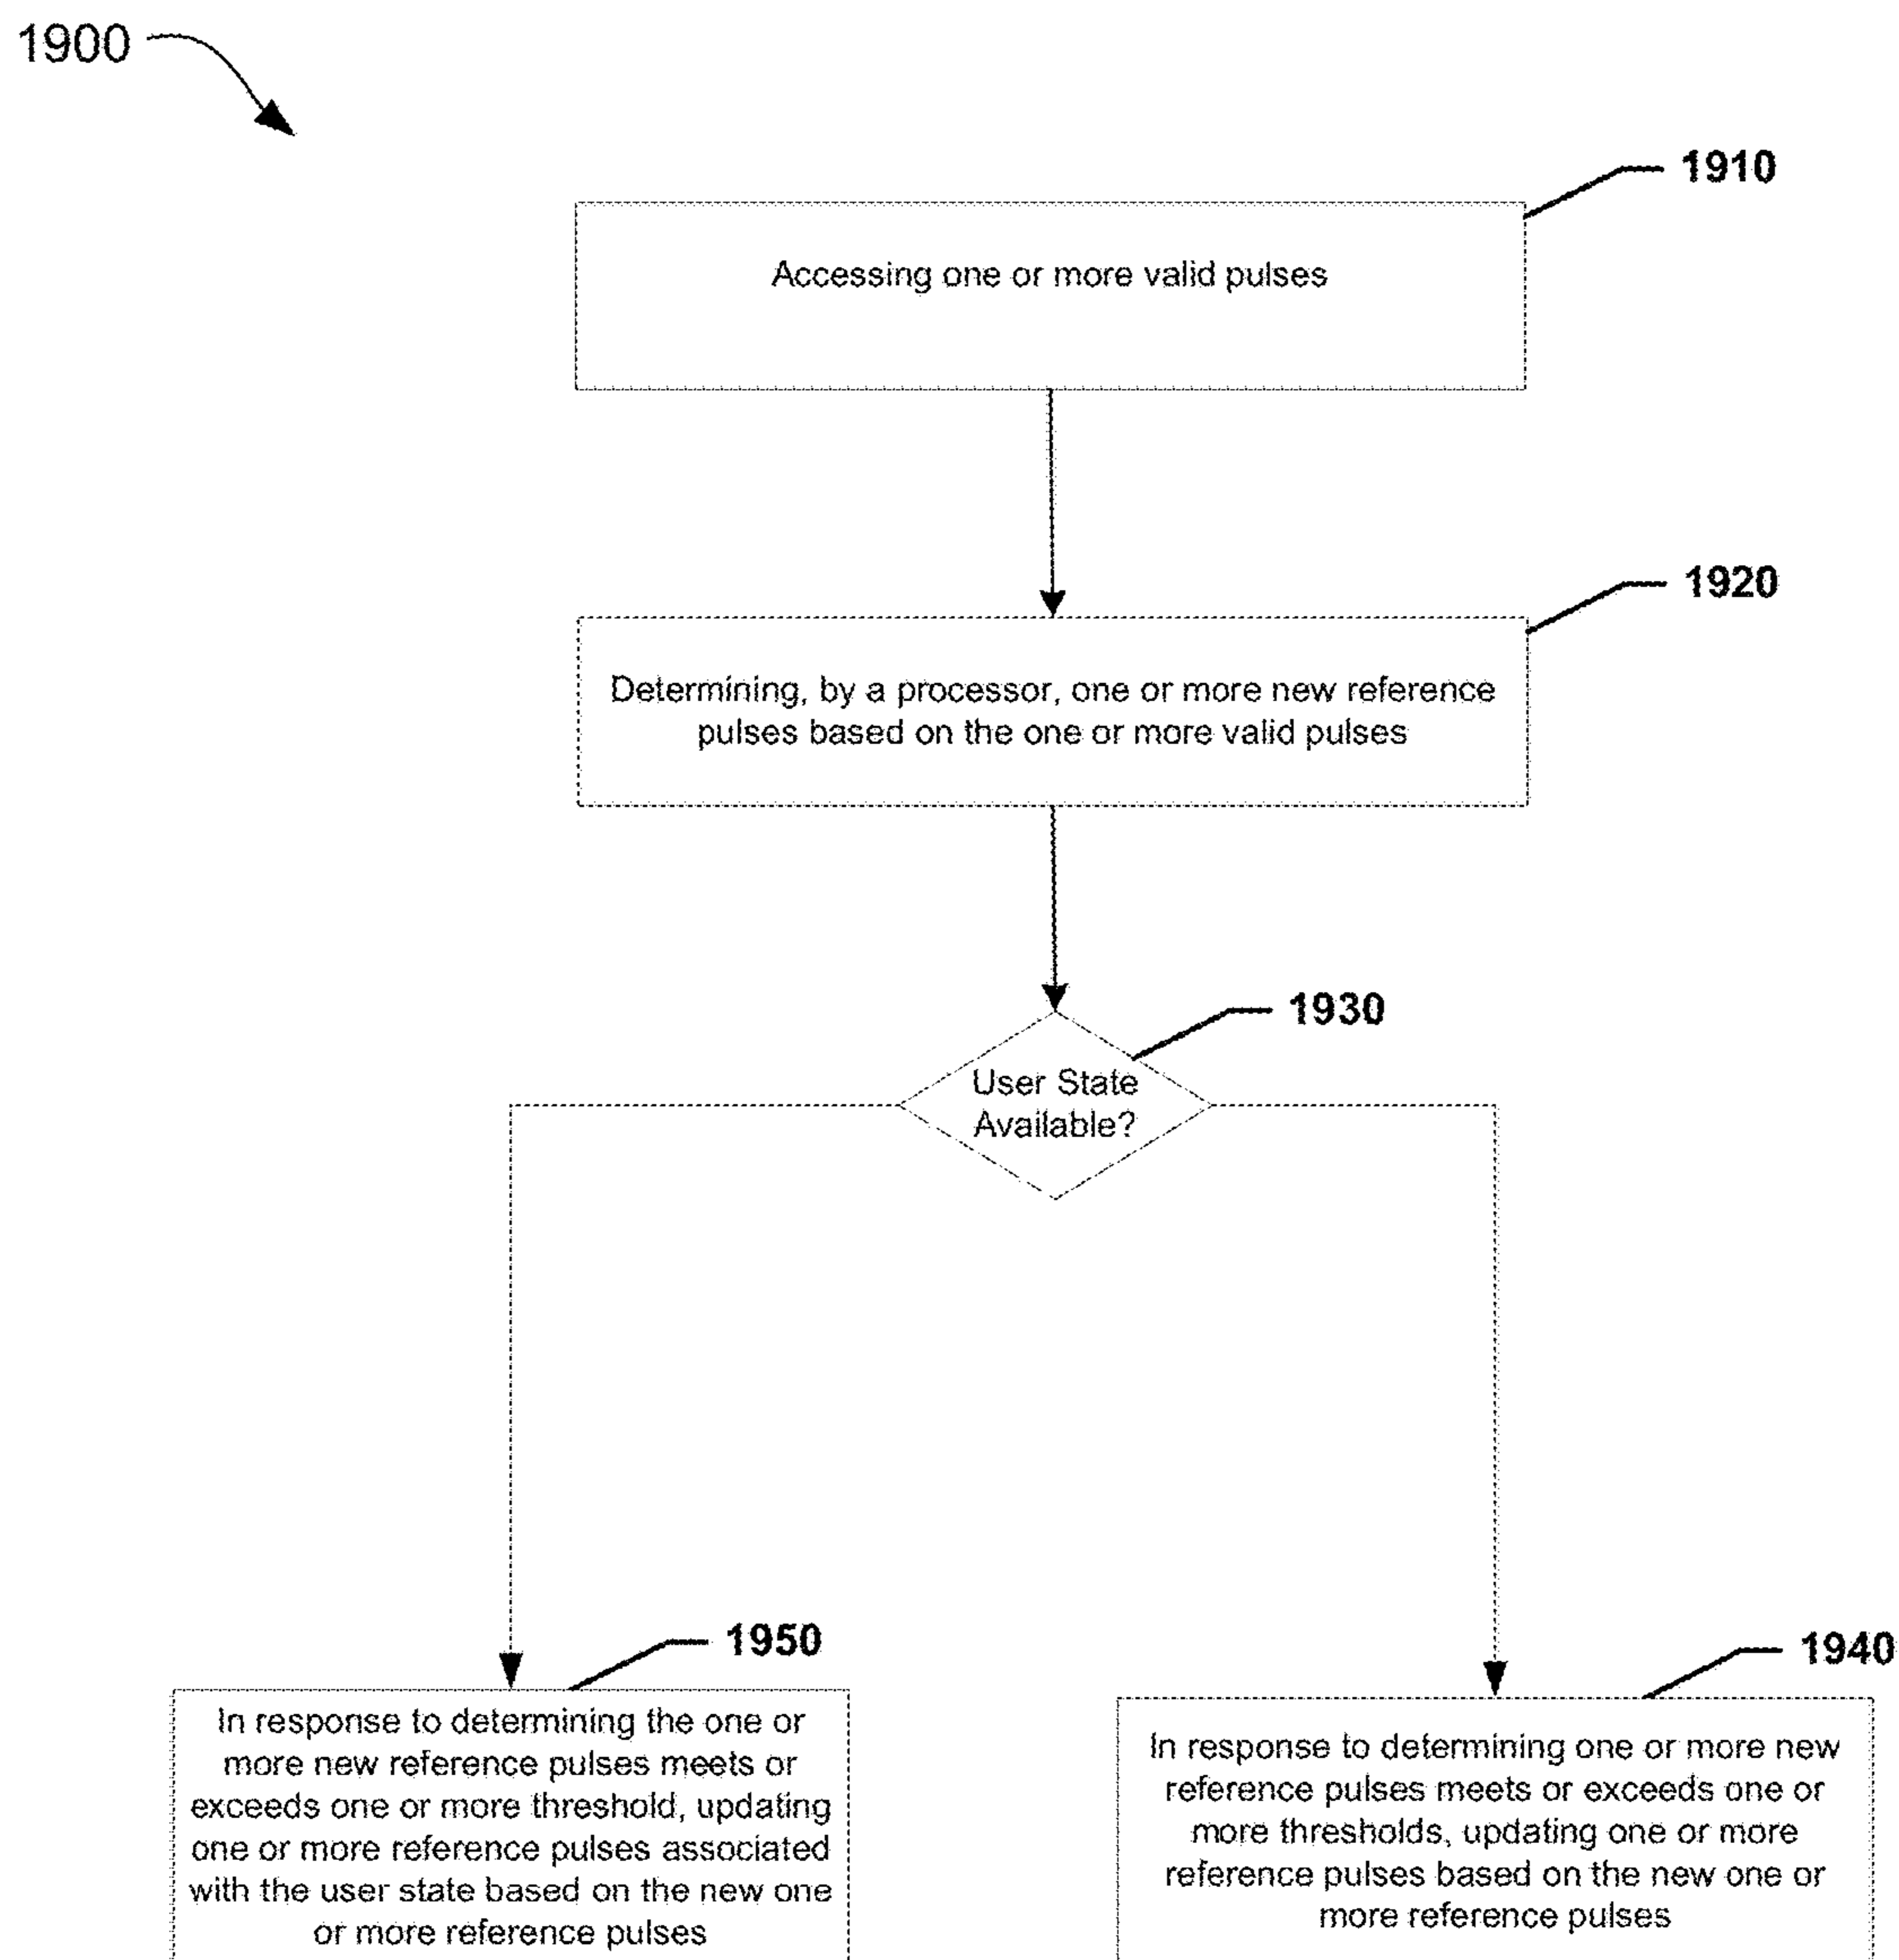 1900
1910
Accessing one or more valid pulses
1920
Determining, by a processor, one or more new reference
pulses based on the one or more valid pulses
1930
User State
Available?
1950
In response to determining the one or
more new reference pulses meets or
exceeds one or more threshold, updating
one or more reference pulses associated
with the user state based on the new one
or more reference pulses
1940
In response to determining one or more new
reference pulses meets or exceeds one or
more thresholds, updating one or more
reference pulses based on the new one or
more reference pulses